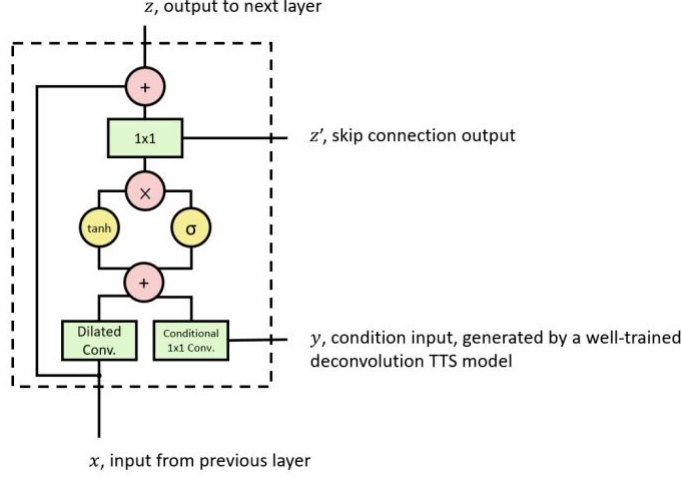 z, output to next layer
+
1x1
z′, skip connection output
×
tanh
σ
+
Dilated
Conv.
Conditional
1x1 Conv.
y, condition input, generated by a well-trained
deconvolution TTS model
x, input from previous layer